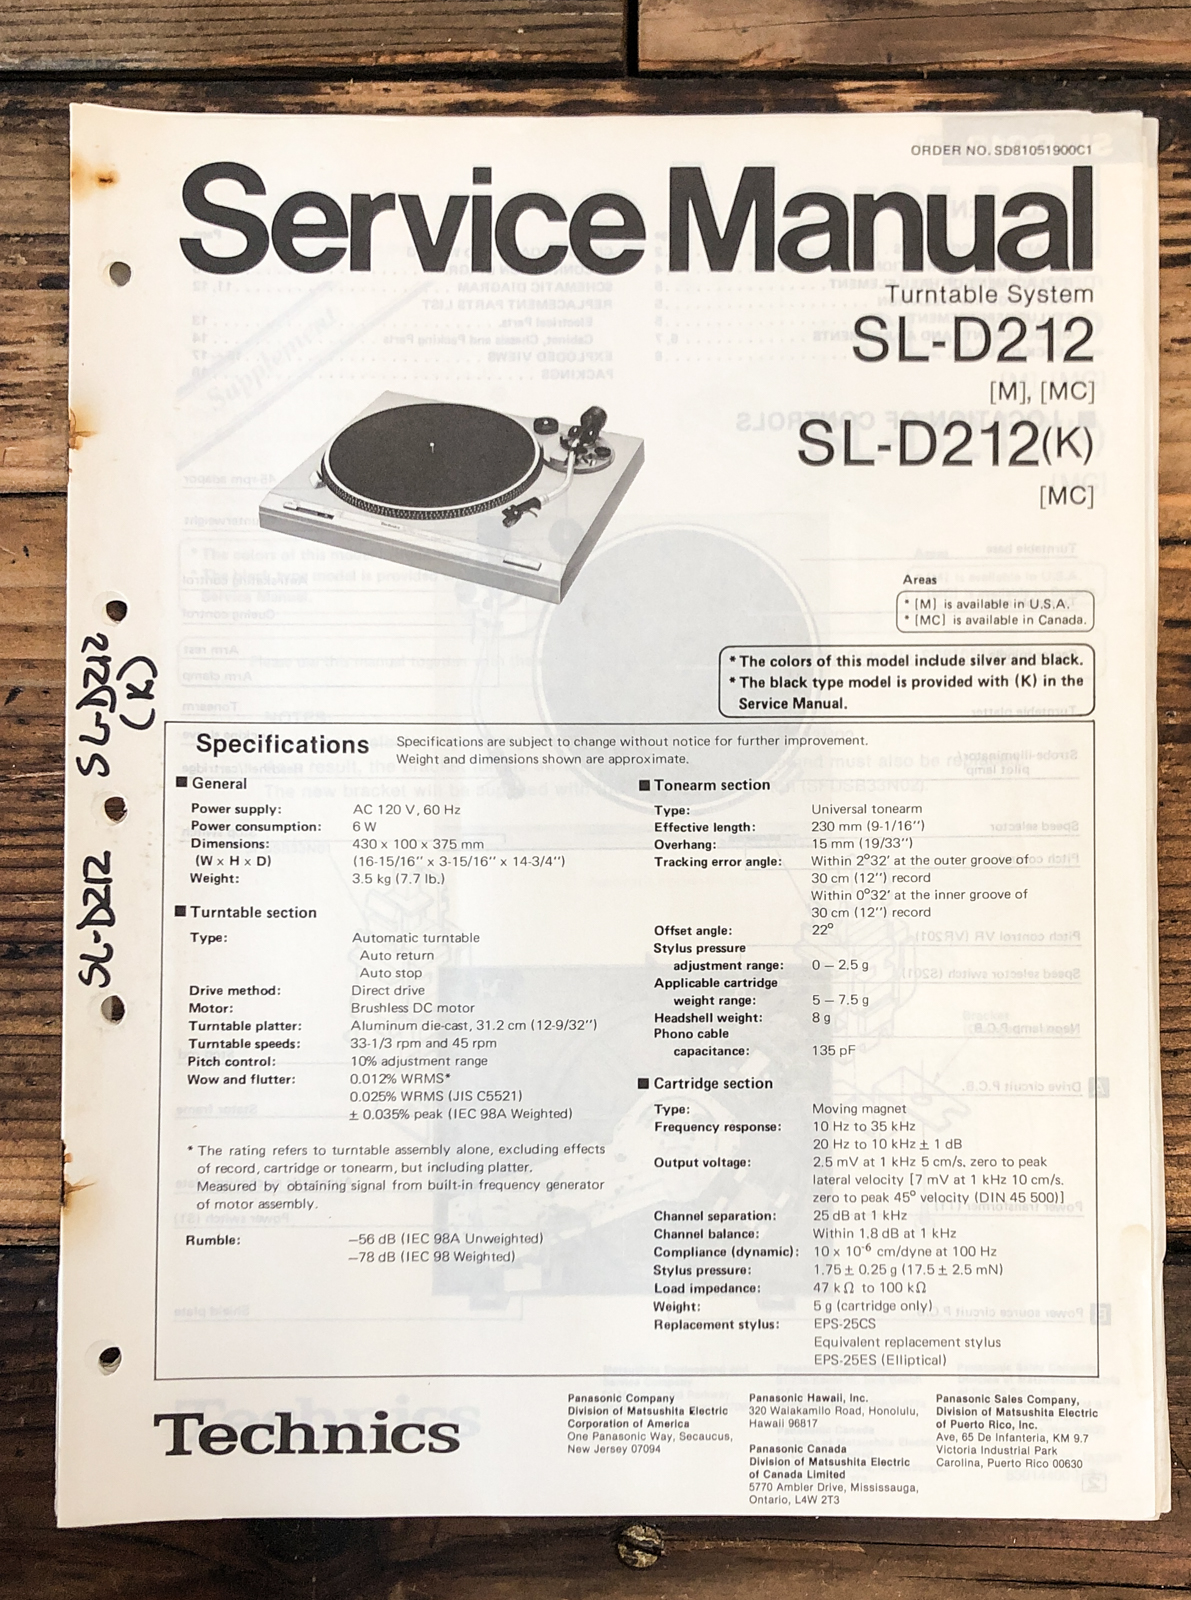 ORDER NO. SD81051900C1
Service Manual
Turntable System
SL-D212
[M], [MC]
SL-D212(K)
[MC]
Areas
* [M] is available in U.S.A.
* [MC] is available in Canada.
* The colors of this model include silver and black.
* The black type model is provided with (K) in the
Service Manual.
SL-D212 SL-D212
(K)
Specifications
Specifications are subject to change without notice for further improvement.
Weight and dimensions shown are approximate.
■ General
Power supply: AC 120 V, 60 Hz
Power consumption: 6 W
Dimensions: 430 x 100 x 375 mm
(W x H x D) (16-15/16" x 3-15/16" x 14-3/4")
Weight: 3.5 kg (7.7 lb.)
■ Turntable section
Type: Automatic turntable
Auto return
Auto stop
Drive method: Direct drive
Motor: Brushless DC motor
Turntable platter: Aluminum die-cast, 31.2 cm (12-9/32")
Turntable speeds: 33-1/3 rpm and 45 rpm
Pitch control: 10% adjustment range
Wow and flutter: 0.012% WRMS*
0.025% WRMS (JIS C5521)
± 0.035% peak (IEC 98A Weighted)
* The rating refers to turntable assembly alone, excluding effects
of record, cartridge or tonearm, but including platter.
Measured by obtaining signal from built-in frequency generator
of motor assembly.
Rumble: −56 dB (IEC 98A Unweighted)
−78 dB (IEC 98 Weighted)
■ Tonearm section
Type: Universal tonearm
Effective length: 230 mm (9-1/16")
Overhang: 15 mm (19/33")
Tracking error angle: Within 2°32' at the outer groove of
30 cm (12") record
Within 0°32' at the inner groove of
30 cm (12") record
Offset angle: 22°
Stylus pressure
adjustment range: 0 – 2.5 g
Applicable cartridge
weight range: 5 – 7.5 g
Headshell weight: 8 g
Phono cable
capacitance: 135 pF
■ Cartridge section
Type: Moving magnet
Frequency response: 10 Hz to 35 kHz
20 Hz to 10 kHz ± 1 dB
Output voltage: 2.5 mV at 1 kHz 5 cm/s. zero to peak
lateral velocity [7 mV at 1 kHz 10 cm/s.
zero to peak 45° velocity (DIN 45 500)]
Channel separation: 25 dB at 1 kHz
Channel balance: Within 1.8 dB at 1 kHz
Compliance (dynamic): 10 x 10⁻⁶ cm/dyne at 100 Hz
Stylus pressure: 1.75 ± 0.25 g (17.5 ± 2.5 mN)
Load impedance: 47 kΩ to 100 kΩ
Weight: 5 g (cartridge only)
Replacement stylus: EPS-25CS
Equivalent replacement stylus
EPS-25ES (Elliptical)
Technics
Panasonic Company
Division of Matsushita Electric
Corporation of America
One Panasonic Way, Secaucus,
New Jersey 07094
Panasonic Hawaii, Inc.
320 Waiakamilo Road, Honolulu,
Hawaii 96817
Panasonic Canada
Division of Matsushita Electric
of Canada Limited
5770 Ambler Drive, Mississauga,
Ontario, L4W 2T3
Panasonic Sales Company,
Division of Matsushita Electric
of Puerto Rico, Inc.
Ave, 65 De Infanteria, KM 9.7
Victoria Industrial Park
Carolina, Puerto Rico 00630